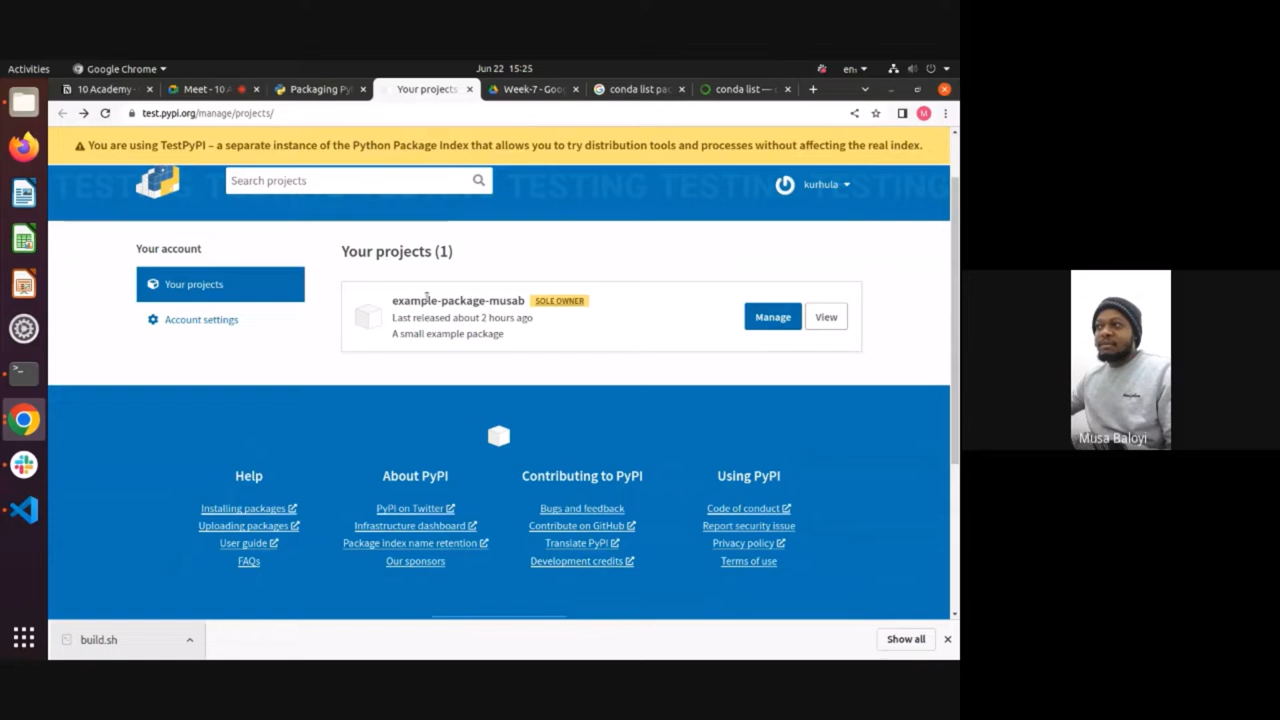 Activities
Google Chrome
Jun 22 15:25
en
10 Academy
Meet - 10
Packaging Py
Your projects
Week-7 - Goo
conda list pac
conda list — c
test.pypi.org/manage/projects/
M
You are using TestPyPI – a separate instance of the Python Package Index that allows you to try distribution tools and processes without affecting the real index.
Search projects
kurhula
TESTING
Your account
Your projects
Account settings
Your projects (1)
example-package-musab SOLE OWNER
Last released about 2 hours ago
A small example package
Manage
View
Musa Baloyi
Help
Installing packages
Uploading packages
User guide
FAQs
About PyPI
PyPI on Twitter
Infrastructure dashboard
Package index name retention
Our sponsors
Contributing to PyPI
Bugs and feedback
Contribute on GitHub
Translate PyPI
Development credits
Using PyPI
Code of conduct
Report security issue
Privacy policy
Terms of use
build.sh
Show all